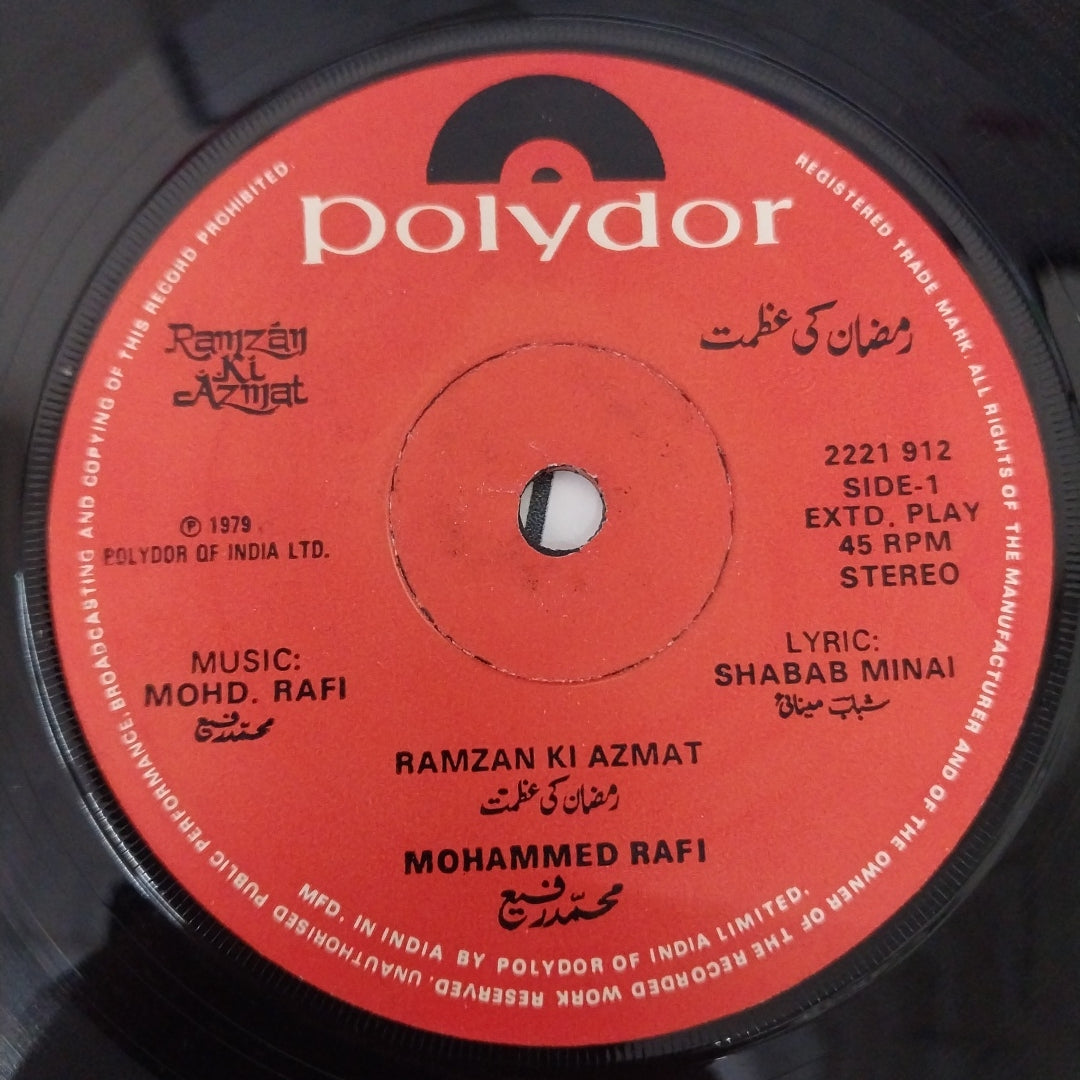 polydor
Ramzán
Ki
Azmat
رمضان کی عظمت
2221 912
SIDE-1
EXTD. PLAY
45 RPM
STEREO
℗ 1979
POLYDOR OF INDIA LTD.
MUSIC:
MOHD. RAFI
محمّد رفیع
LYRIC:
SHABAB MINAI
شباب مینائی
RAMZAN KI AZMAT
رمضان کی عظمت
MOHAMMED RAFI
محمّد رفیع
MFD. IN INDIA BY POLYDOR OF INDIA LIMITED.
REGISTERED TRADE MARK. ALL RIGHTS OF THE MANUFACTURER AND OF THE OWNER OF THE RECORDED WORK RESERVED. UNAUTHORISED PUBLIC PERFORMANCE, BROADCASTING AND COPYING OF THIS RECORD PROHIBITED.